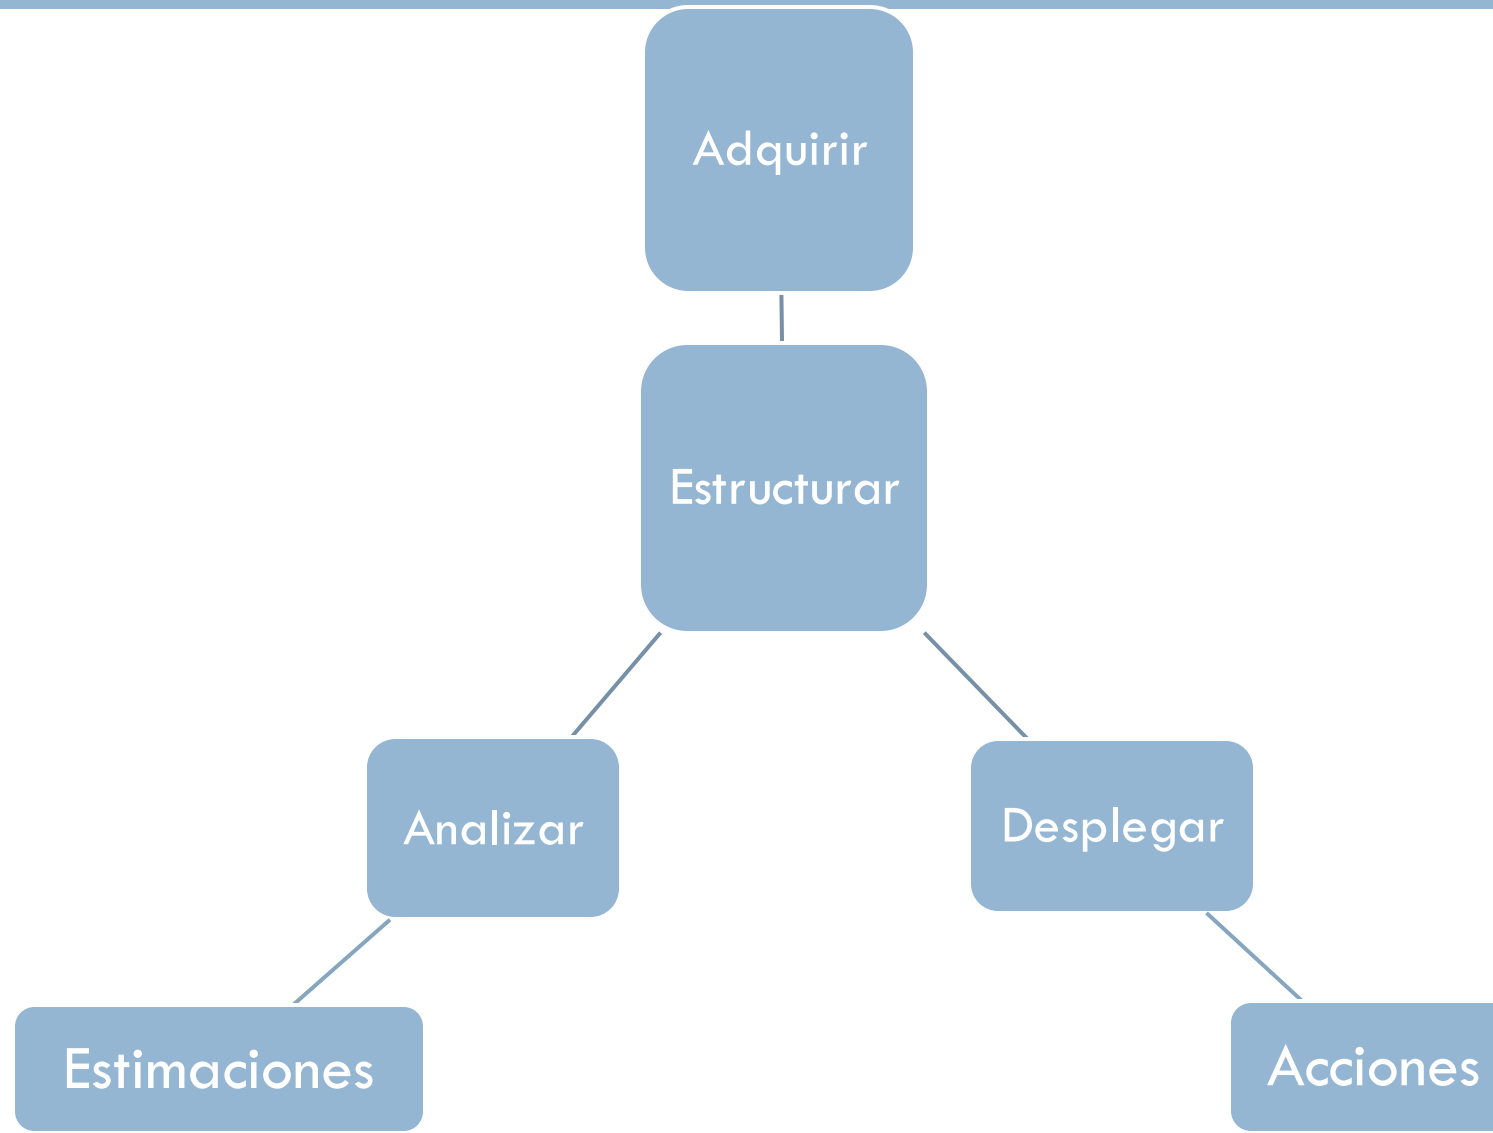 Adquirir
Estructurar
Analizar
Desplegar
Estimaciones
Acciones